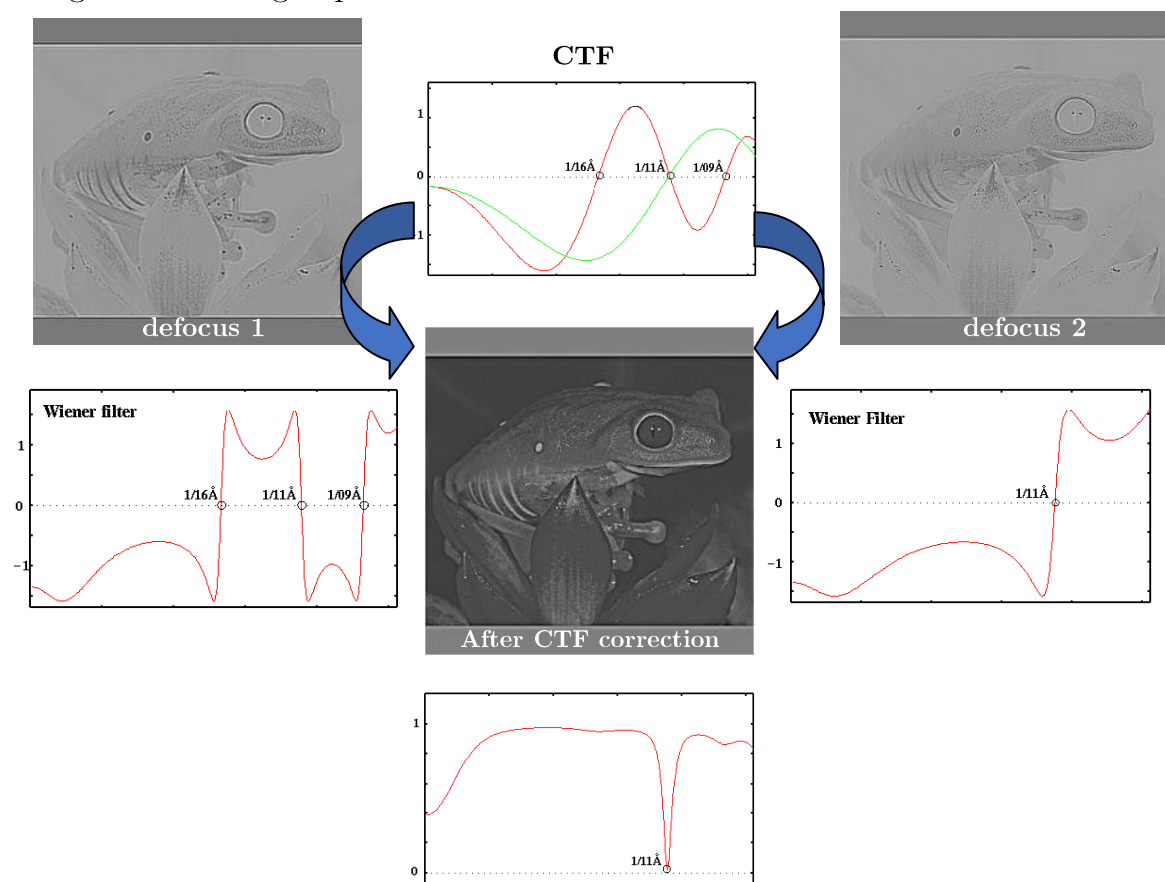 CTF
1
0
1
1/16Å
1/11Å
1/09Å
defocus 1
defocus 2
Wiener filter
1
0
−1
1/16Å
1/11Å
1/09Å
Wiener Filter
1
0
−1
1/11Å
After CTF correction
1
0
1/11Å